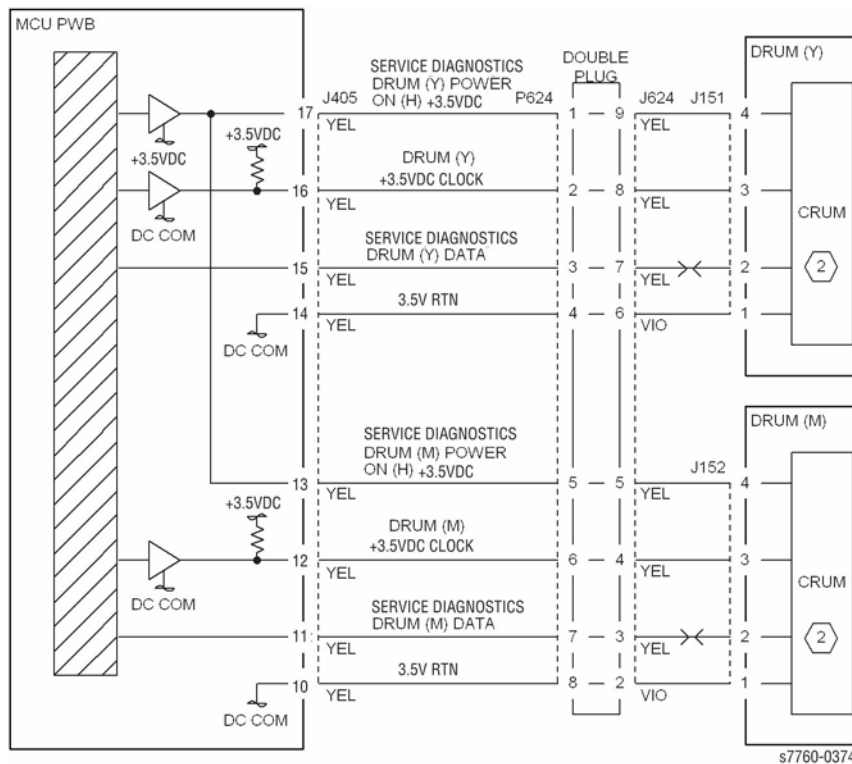 MCU PWB
SERVICE DIAGNOSTICS
DRUM (Y) POWER
ON (H) +3.5VDC
DOUBLE
PLUG
DRUM (Y)
17 J405 P624 1 9 J624 J151 4
YEL YEL
+3.5VDC
+3.5VDC
DRUM (Y)
+3.5VDC CLOCK
16 2 8 3
YEL YEL
CRUM
DC COM
SERVICE DIAGNOSTICS
DRUM (Y) DATA
15 3 7 2 2
YEL YEL
3.5V RTN
14 4 6 1
YEL VIO
DC COM
DRUM (M)
SERVICE DIAGNOSTICS
DRUM (M) POWER
ON (H) +3.5VDC
J152
13 5 5 4
YEL YEL
+3.5VDC
DRUM (M)
+3.5VDC CLOCK
12 6 4 3
YEL YEL
CRUM
DC COM
SERVICE DIAGNOSTICS
DRUM (M) DATA
11 7 3 2 2
YEL YEL
3.5V RTN
10 8 2 1
YEL VIO
DC COM
s7760-0374